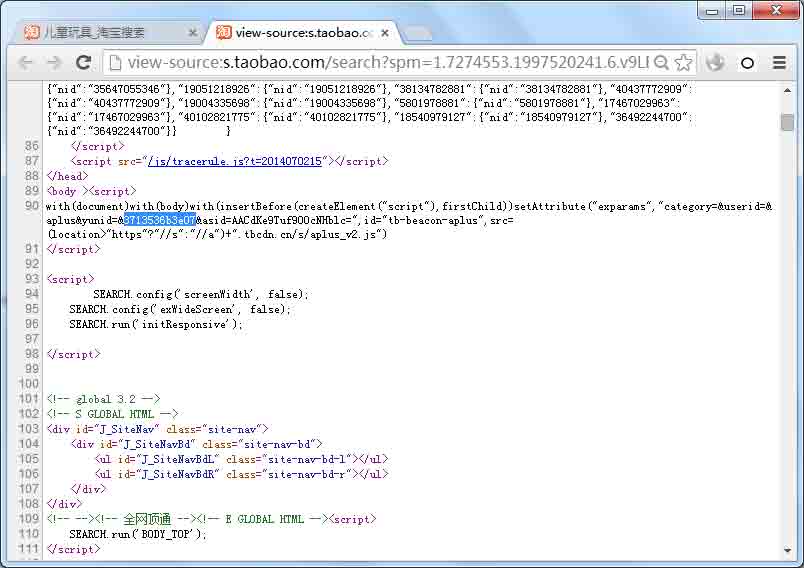 儿童玩具_淘宝搜索
view-source:s.taobao.co
view-source:s.taobao.com/search?spm=1.7274553.1997520241.6.v9LF
{"nid":"35647055346"},"19051218926":{"nid":"19051218926"},"38134782881":{"nid":"38134782881"},"40437772909":
{"nid":"40437772909"},"19004335698":{"nid":"19004335698"},"5801978881":{"nid":"5801978881"},"17467029963":
{"nid":"17467029963"},"40102821775":{"nid":"40102821775"},"18540979127":{"nid":"18540979127"},"36492244700":
{"nid":"36492244700"}} }
86 </script>
87 <script src="/js/tracerule.js?t=2014070215"></script>
88 </head>
89 <body ><script>
90 with(document)with(body)with(insertBefore(createElement("script"),firstChild))setAttribute("exparams","category=&userid=&
aplus&yunid=&3713536b3e07&asid=AACdKe9Tuf9OOcNHblc=",id="tb-beacon-aplus",src=
(location>"https"?"//s":"//a")+".tbcdn.cn/s/aplus_v2.js")
91 </script>
92
93 <script>
94 SEARCH.config('screenWidth', false);
95 SEARCH.config('exWideScreen', false);
96 SEARCH.run('initResponsive');
97
98 </script>
99
100
101 <!-- global 3.2 -->
102 <!-- S GLOBAL HTML -->
103 <div id="J_SiteNav" class="site-nav">
104 <div id="J_SiteNavBd" class="site-nav-bd">
105 <ul id="J_SiteNavBdL" class="site-nav-bd-l"></ul>
106 <ul id="J_SiteNavBdR" class="site-nav-bd-r"></ul>
107 </div>
108 </div>
109 <!-- --><!-- 全网顶通 --><!-- E GLOBAL HTML --><script>
110 SEARCH.run('BODY_TOP');
111 </script>